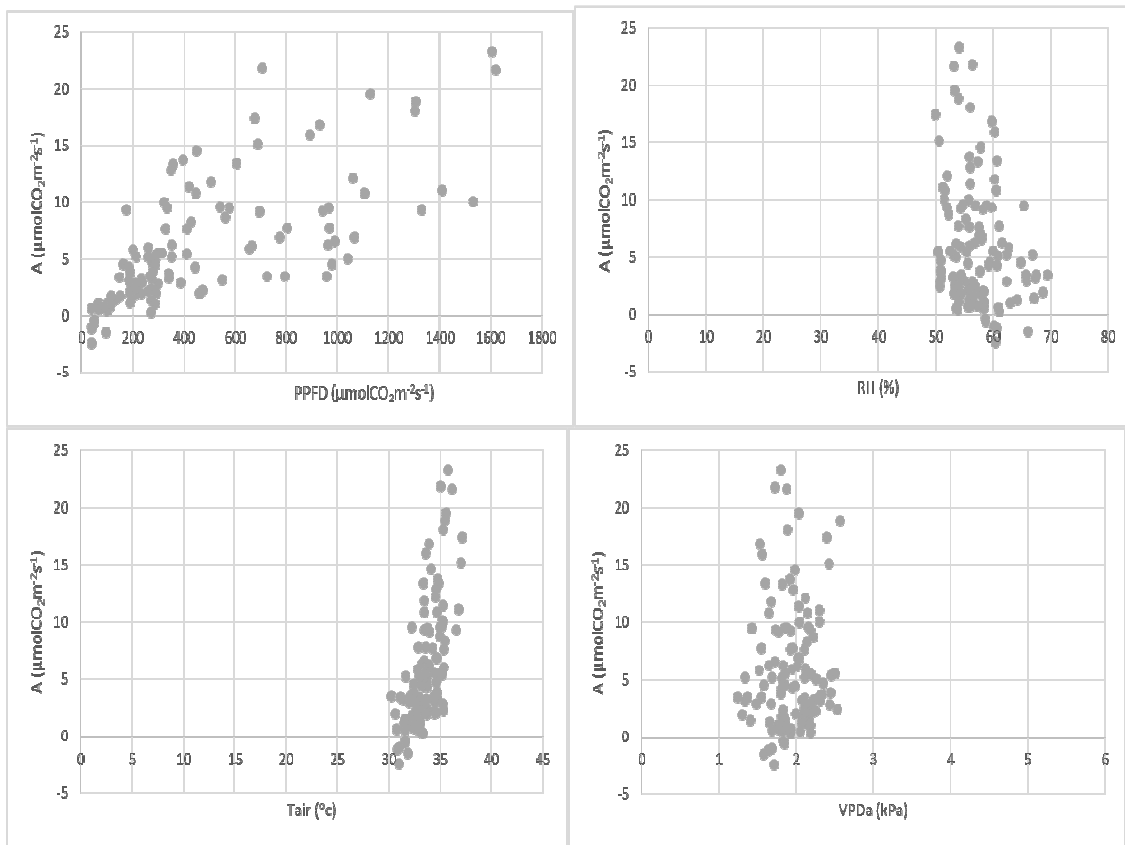 25
20
15
10
5
0
-5
A (µmolCO₂m⁻²s⁻¹)
0 200 400 600 800 1000 1200 1400 1600 1800
PPFD (µmolCO₂m⁻²s⁻¹)
25
20
15
10
5
0
-5
A (µmolCO₂m⁻²s⁻¹)
0 10 20 30 40 50 60 70 80
RH (%)
25
20
15
10
5
0
-5
A (µmolCO₂m⁻²s⁻¹)
0 5 10 15 20 25 30 35 40 45
Tair (°c)
25
20
15
10
5
0
-5
A (µmolCO₂m⁻²s⁻¹)
0 1 2 3 4 5 6
VPDa (kPa)